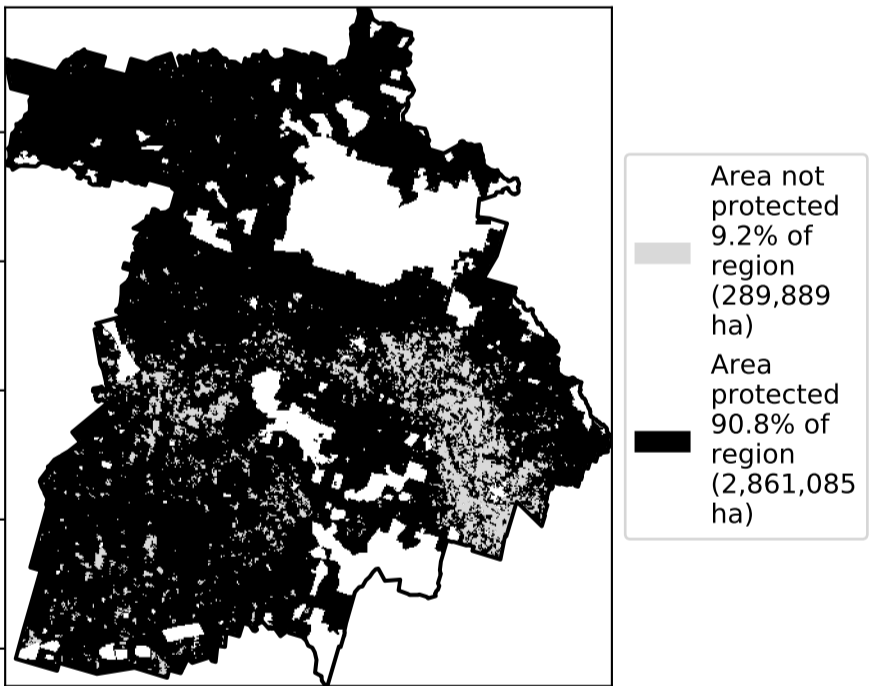 Area not
protected
9.2% of
region
(289,889
ha)
Area
protected
90.8% of
region
(2,861,085
ha)